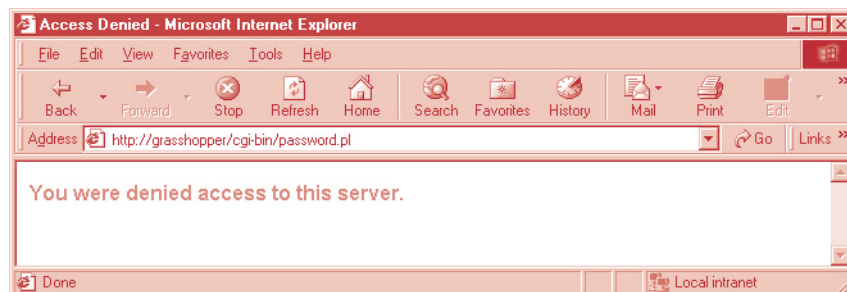 Access Denied - Microsoft Internet Explorer
File Edit View Favorites Tools Help
Back Forward Stop Refresh Home Search Favorites History Mail Print Edit »
Address http://grasshopper/cgi-bin/password.pl Go Links »
You were denied access to this server.
Done Local intranet